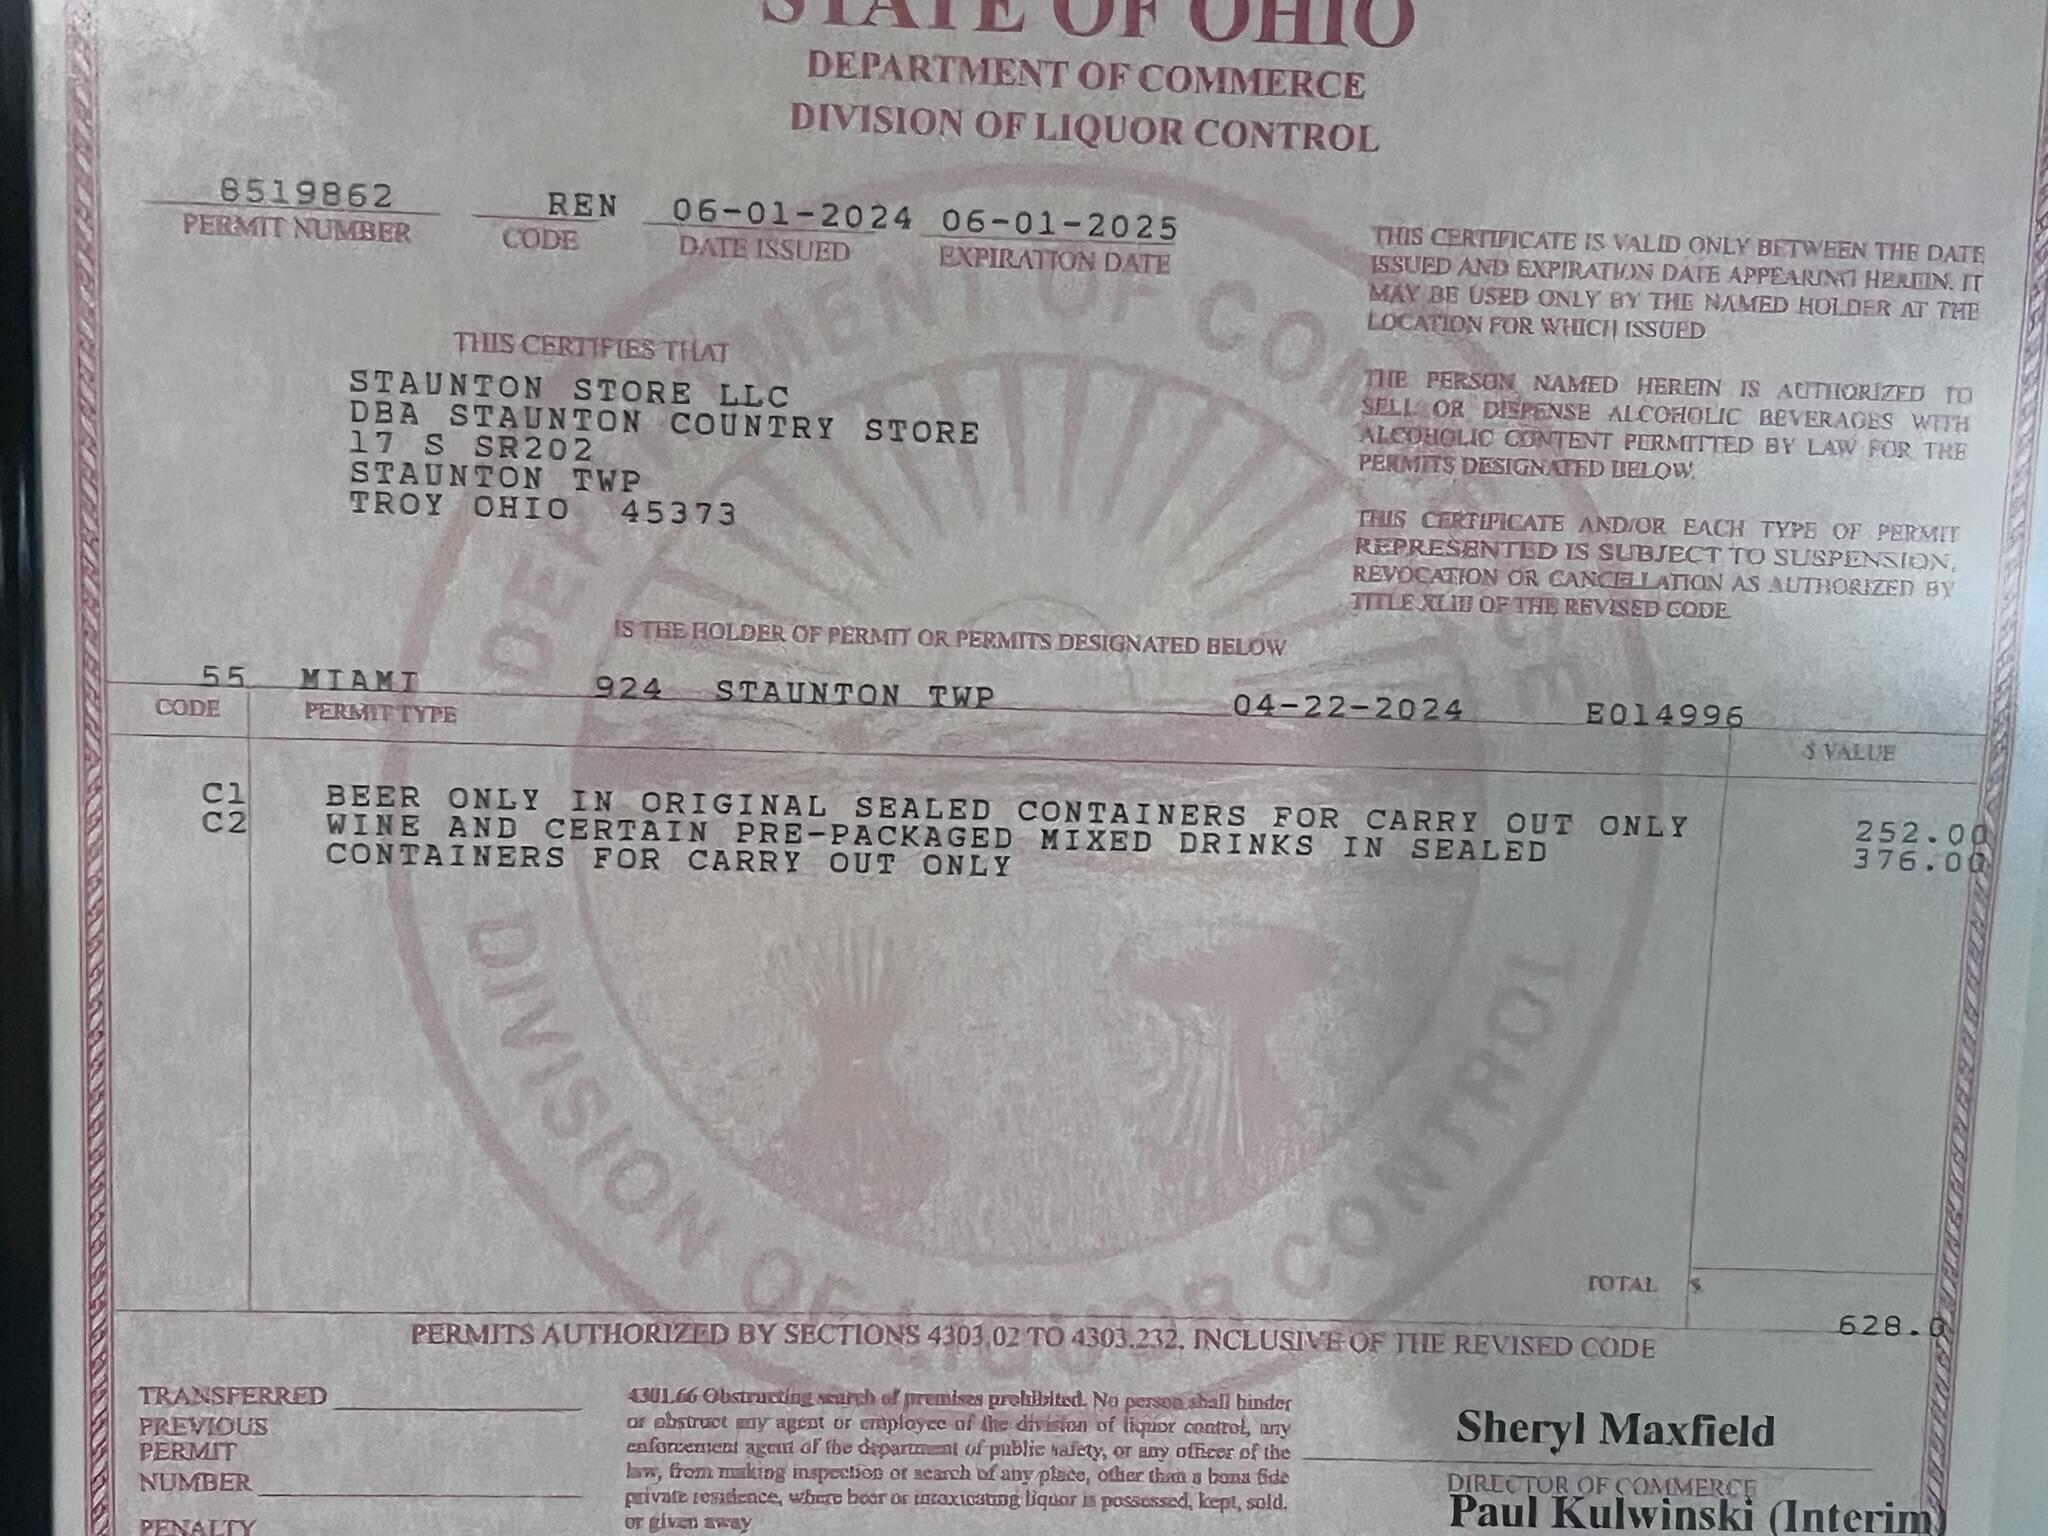 STATE OF OHIO
DEPARTMENT OF COMMERCE
DIVISION OF LIQUOR CONTROL
8519862 REN 06-01-2024 06-01-2025
PERMIT NUMBER CODE DATE ISSUED EXPIRATION DATE
THIS CERTIFICATE IS VALID ONLY BETWEEN THE DATE
ISSUED AND EXPIRATION DATE APPEARING HEREIN. IT
MAY BE USED ONLY BY THE NAMED HOLDER AT THE
LOCATION FOR WHICH ISSUED
THE PERSON NAMED HEREIN IS AUTHORIZED TO
SELL OR DISPENSE ALCOHOLIC BEVERAGES WITH
ALCOHOLIC CONTENT PERMITTED BY LAW FOR THE
PERMITS DESIGNATED BELOW.
THIS CERTIFICATE AND/OR EACH TYPE OF PERMIT
REPRESENTED IS SUBJECT TO SUSPENSION,
REVOCATION OR CANCELLATION AS AUTHORIZED BY
TITLE XLIII OF THE REVISED CODE
THIS CERTIFIES THAT
STAUNTON STORE LLC
DBA STAUNTON COUNTRY STORE
17 S SR202
STAUNTON TWP
TROY OHIO 45373
IS THE HOLDER OF PERMIT OR PERMITS DESIGNATED BELOW
55 MIAMI 924 STAUNTON TWP 04-22-2024 E014996
CODE PERMIT TYPE $ VALUE
C1 BEER ONLY IN ORIGINAL SEALED CONTAINERS FOR CARRY OUT ONLY 252.00
C2 WINE AND CERTAIN PRE-PACKAGED MIXED DRINKS IN SEALED 376.00
CONTAINERS FOR CARRY OUT ONLY
DIVISION OF LIQUOR CONTROL
TOTAL $
628.0
PERMITS AUTHORIZED BY SECTIONS 4303.02 TO 4303.232, INCLUSIVE OF THE REVISED CODE
TRANSFERRED
PREVIOUS
PERMIT
NUMBER
PENALTY
4301.66 Obstructing search of premises prohibited. No person shall hinder
or obstruct any agent or employee of the division of liquor control, any
enforcement agent of the department of public safety, or any officer of the
law, from making inspection or search of any place, other than a bona fide
private residence, where beer or intoxicating liquor is possessed, kept, sold,
or given away
Sheryl Maxfield
DIRECTOR OF COMMERCE
Paul Kulwinski (Interim)